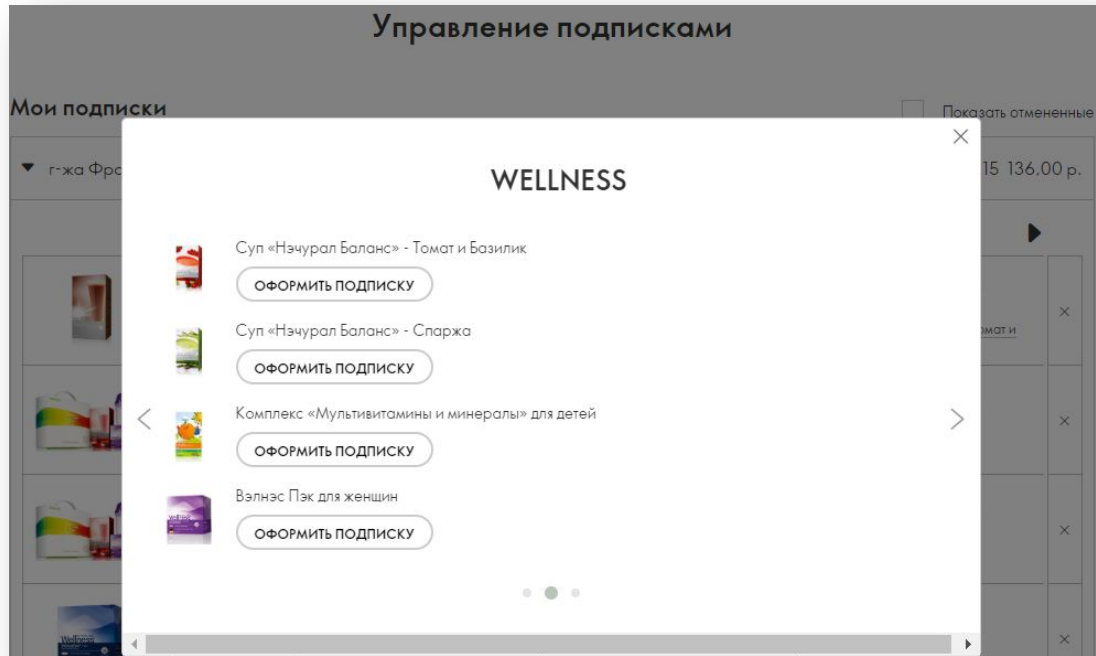 Управление подписками
Мои подписки
Показать отмененные
г-жа Фро
15 136,00 р.
WELLNESS
Суп «Нэчурал Баланс» - Томат и Базилик
ОФОРМИТЬ ПОДПИСКУ
Суп «Нэчурал Баланс» - Спаржа
ОФОРМИТЬ ПОДПИСКУ
омат и
Комплекс «Мультивитамины и минералы» для детей
ОФОРМИТЬ ПОДПИСКУ
Вэлнэс Пэк для женщин
ОФОРМИТЬ ПОДПИСКУ
Wellness